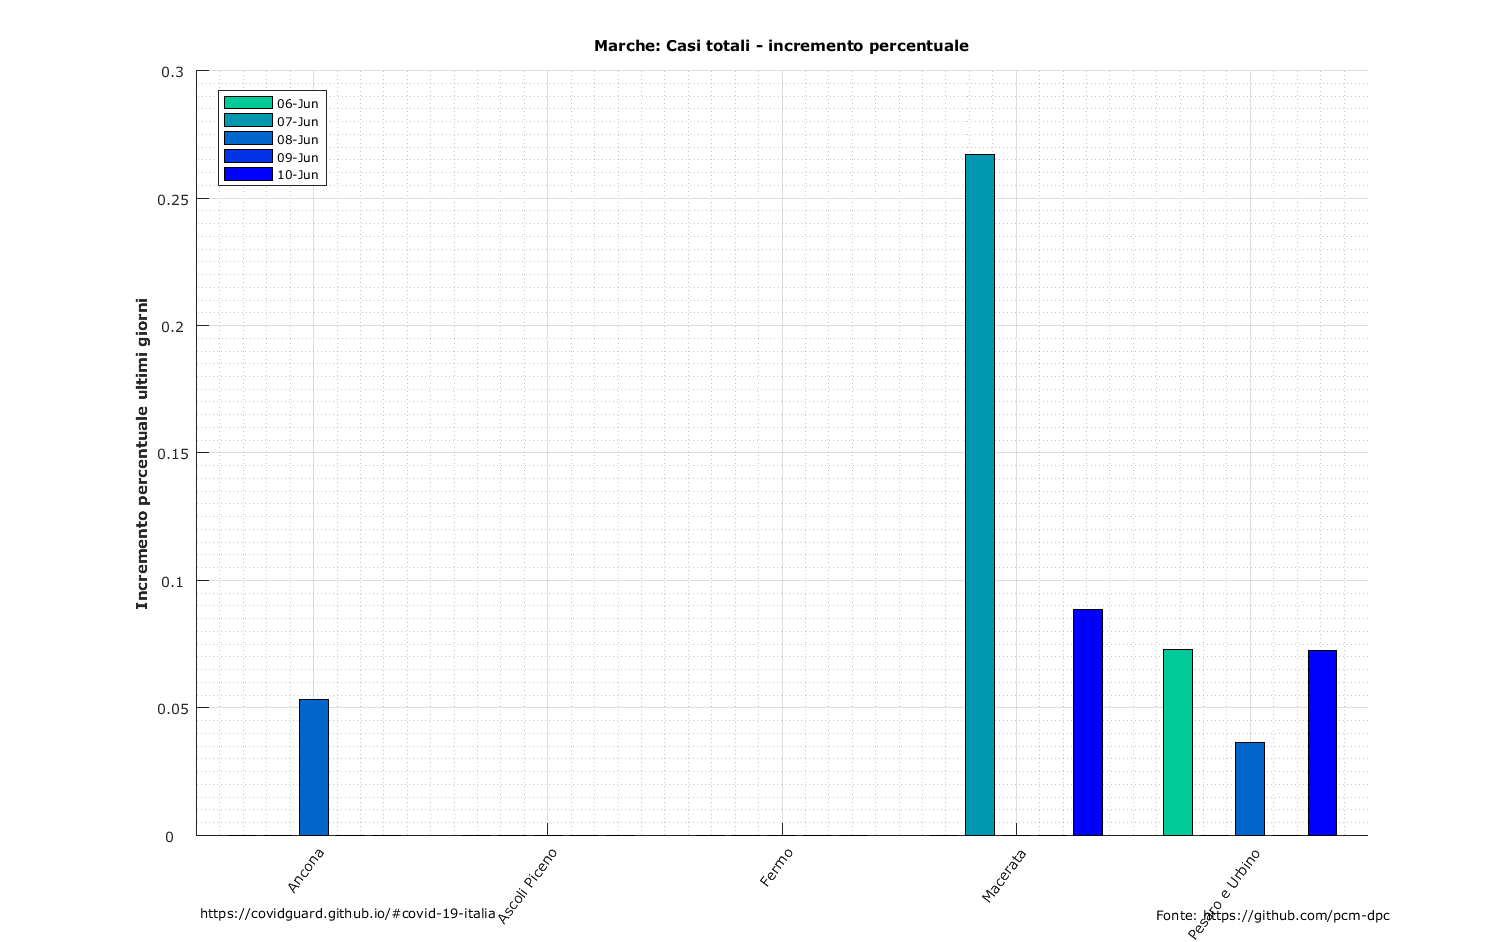 Marche: Casi totali - incremento percentuale
0.3
0.25
0.2
0.15
0.1
0.05
0
Incremento percentuale ultimi giorni
06-Jun
07-Jun
08-Jun
09-Jun
10-Jun
Ancona
Ascoli Piceno
Fermo
Macerata
Pesaro e Urbino
https://covidguard.github.io/#covid-19-italia
Fonte: https://github.com/pcm-dpc